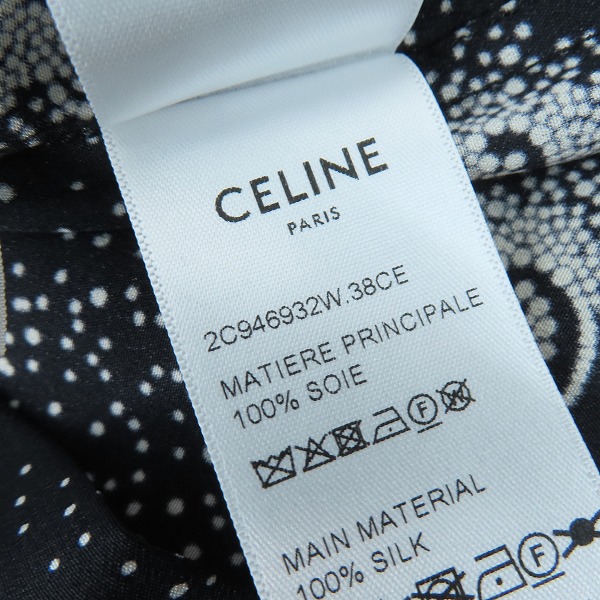 CELINE
PARIS
2C946932W.38CE
MATIERE PRINCIPALE
100% SOIE
F
MAIN MATERIAL
100% SILK
F